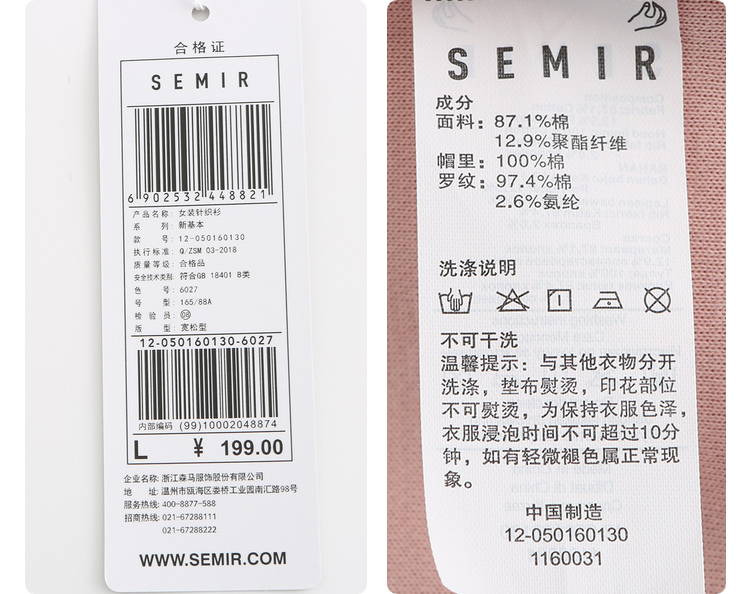 合格证
SEMIR
6902532448821
产品名称: 女装针织衫
系 列: 新基本
款 号: 12-050160130
执行标准: Q/ZSM 03-2018
质量等级: 合格品
安全技术类别: 符合GB 18401 B类
色 号: 6027
号 型: 165/88A
检 验 员: 08
版 型: 宽松型
12-050160130-6027
内部编码 (99)10002048874
L ¥ 199.00
企业名称: 浙江森马服饰股份有限公司
地 址: 温州市瓯海区娄桥工业园南汇路98号
服务热线: 400-8877-588
招商热线: 021-67288111
021-67288222
WWW.SEMIR.COM
SEMIR
成分
面料: 87.1%棉
12.9%聚酯纤维
帽里: 100%棉
罗纹: 97.4%棉
2.6%氨纶
洗涤说明
不可干洗
温馨提示: 与其他衣物分开
洗涤, 垫布熨烫, 印花部位
不可熨烫, 为保持衣服色泽,
衣服浸泡时间不可超过10分
钟, 如有轻微褪色属正常现
象。
中国制造
12-050160130
1160031